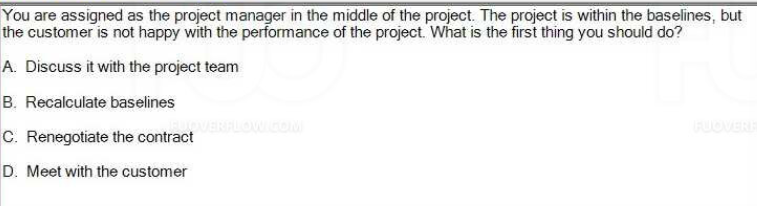 You are assigned as the project manager in the middle of the project. The project is within the baselines, but
the customer is not happy with the performance of the project. What is the first thing you should do?
A. Discuss it with the project team
B. Recalculate baselines
C. Renegotiate the contract
D. Meet with the customer